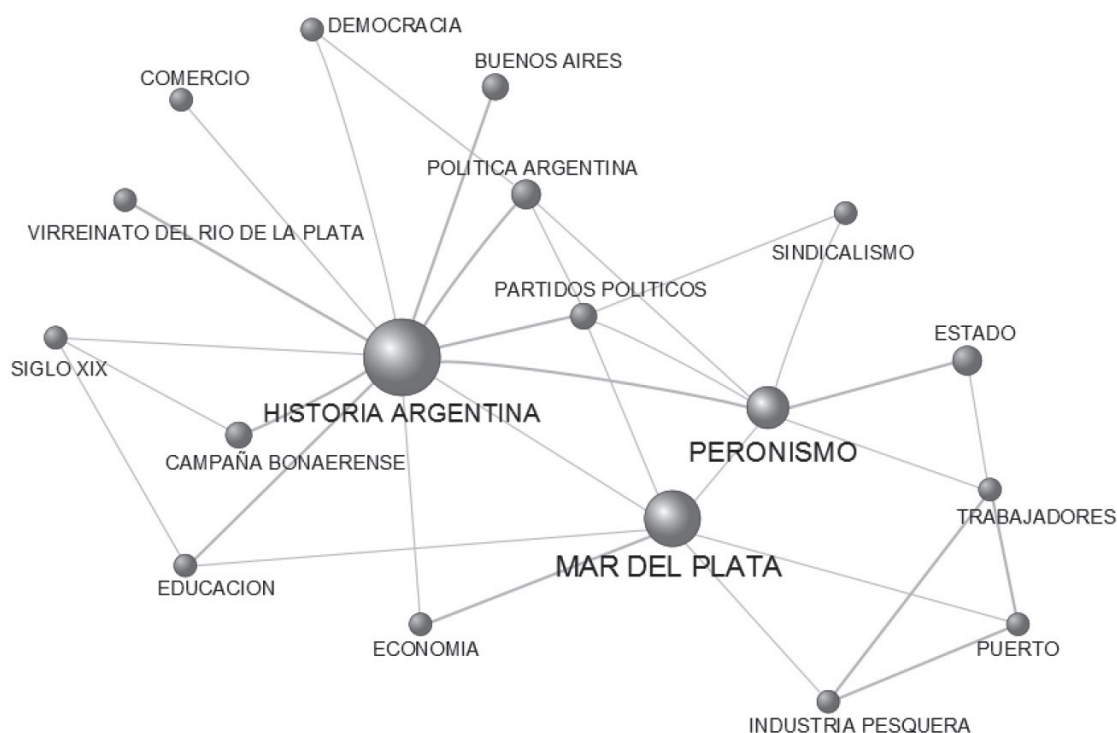 DEMOCRACIA
BUENOS AIRES
COMERCIO
POLITICA ARGENTINA
VIRREINATO DEL RIO DE LA PLATA
SINDICALISMO
PARTIDOS POLITICOS
ESTADO
SIGLO XIX
HISTORIA ARGENTINA
PERONISMO
CAMPAÑA BONAERENSE
TRABAJADORES
MAR DEL PLATA
EDUCACION
ECONOMIA
PUERTO
INDUSTRIA PESQUERA